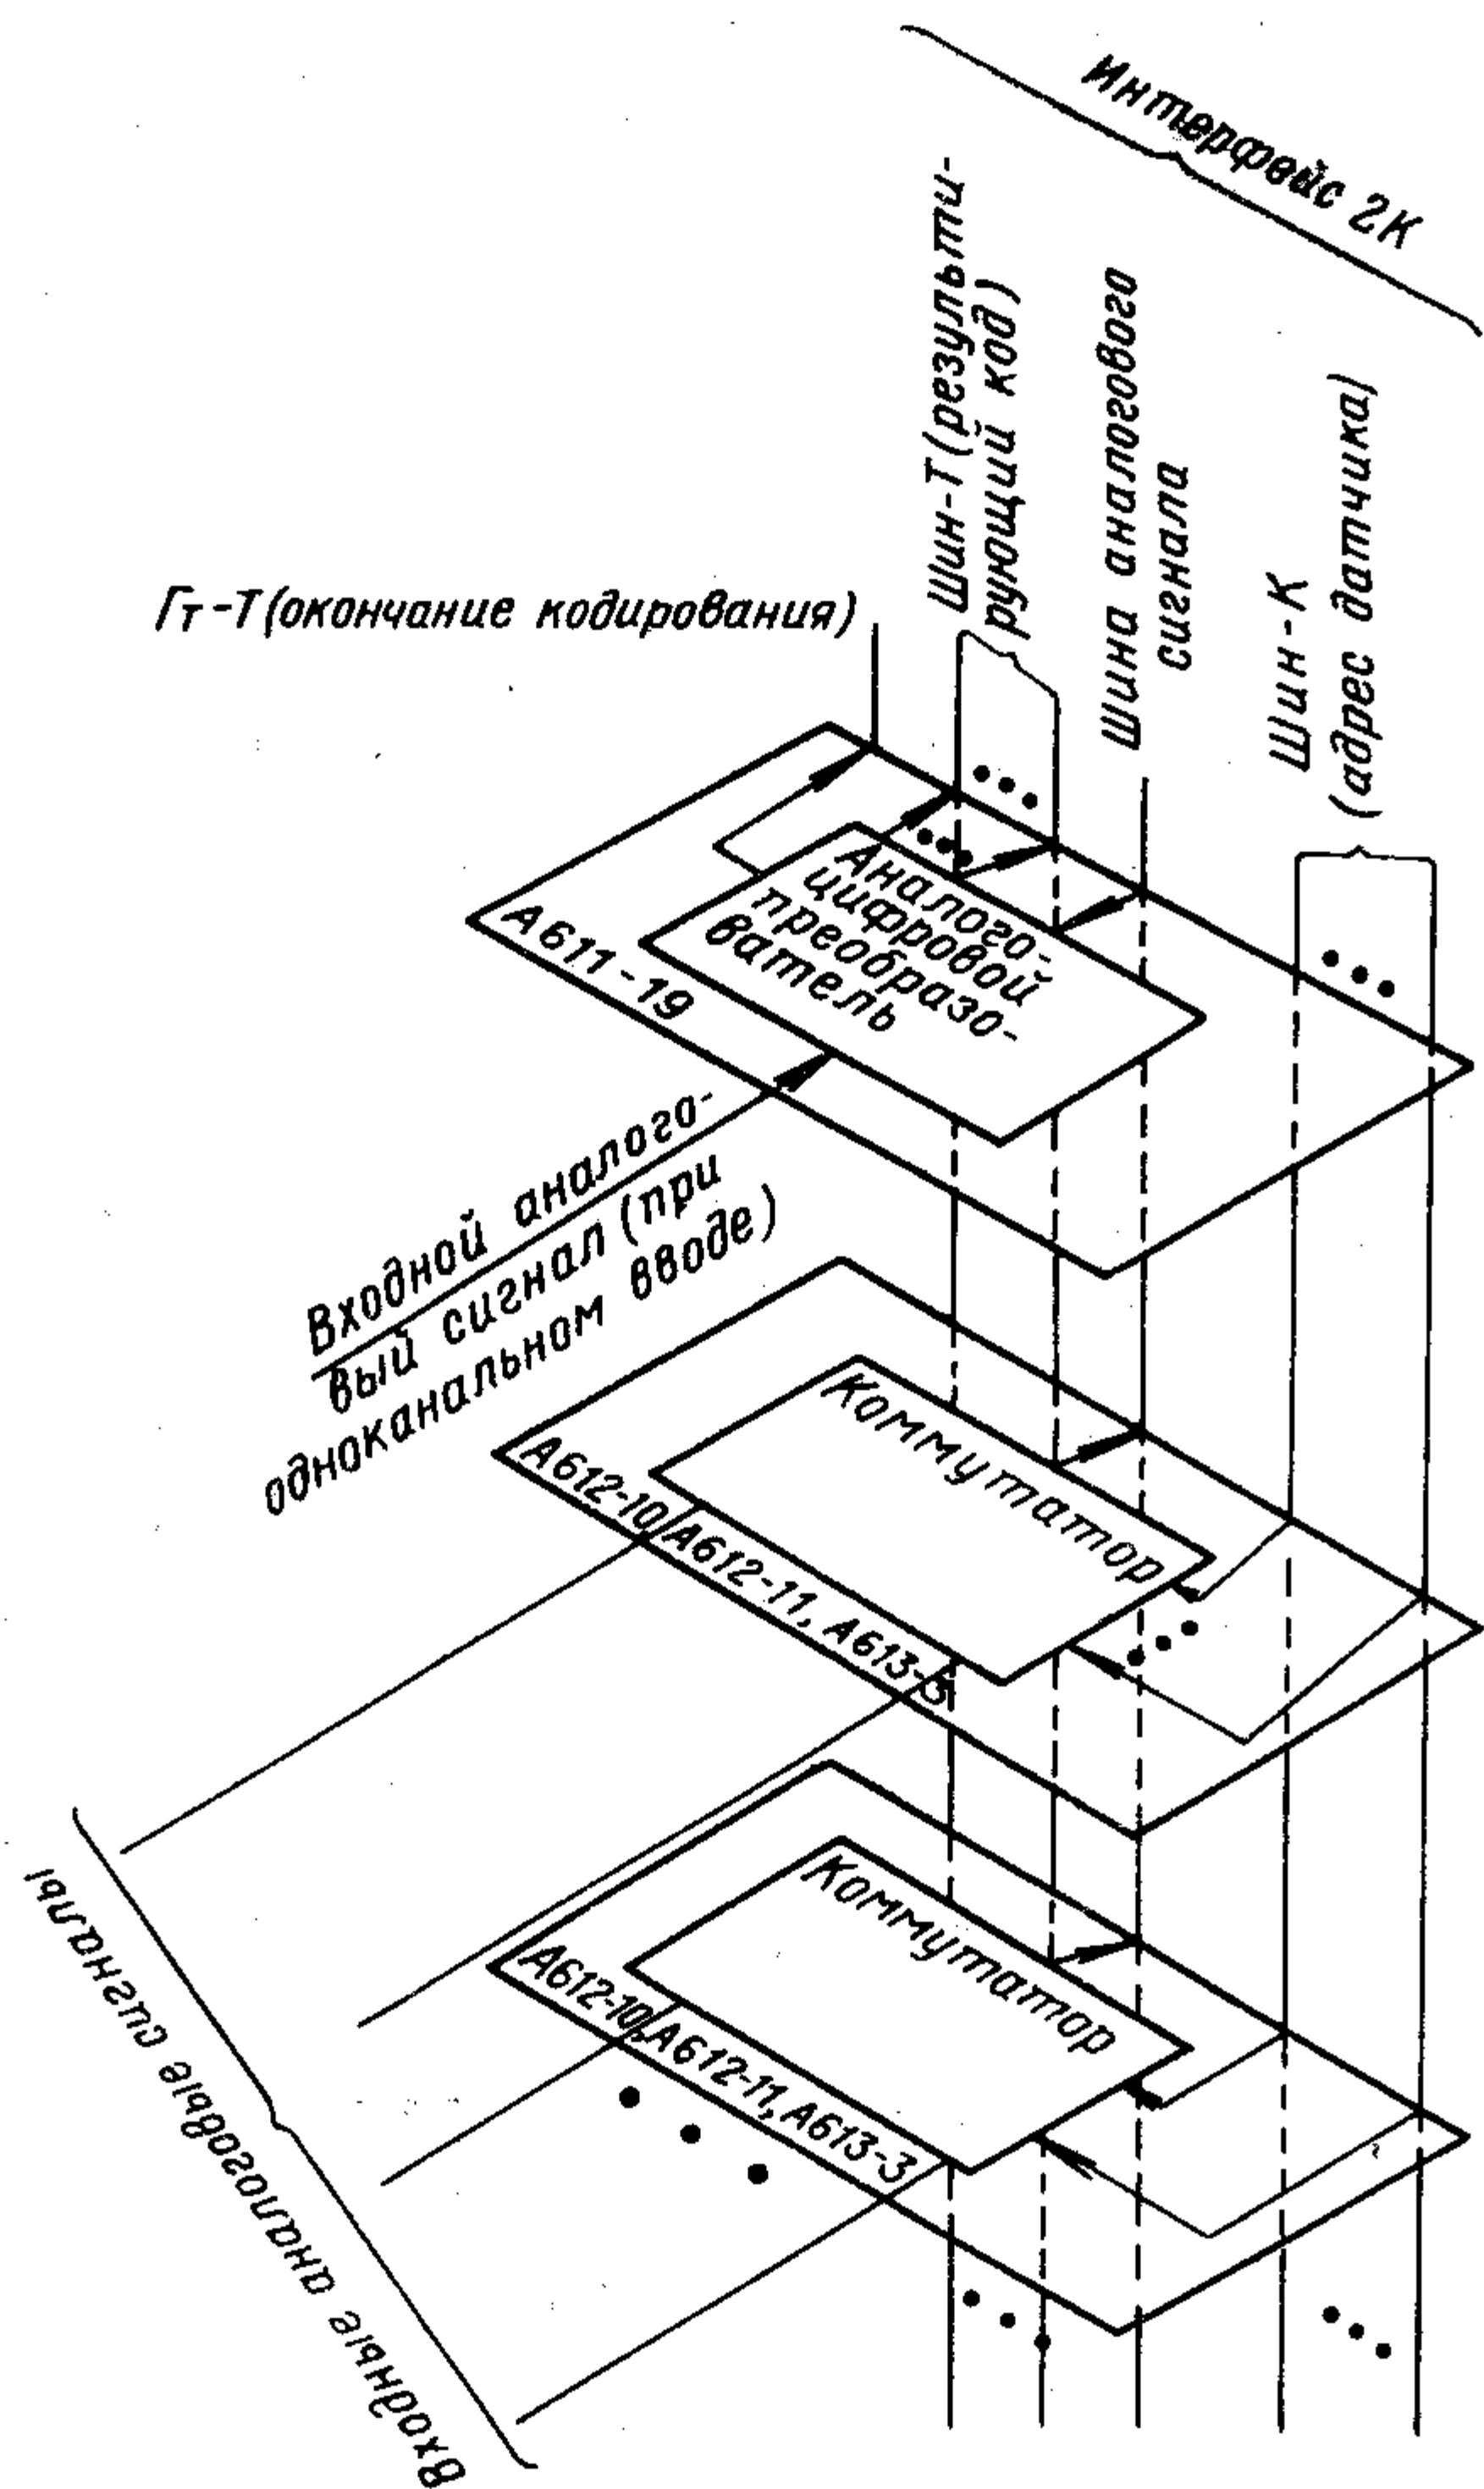 Интерфейс 2К
Шин-Т (результи-
рующий код)
Шина аналогового
сигнала
Шин-К
(адрес датчика)
Гт-Т (окончание кодирования)
Аналого-
цифровой
преобразо-
ватель
А611-19
Входной аналого-
вый сигнал (при
одноканальном вводе)
Коммутатор
А612-10, А612-11, А613-3
Коммутатор
А612-10, А612-11, А613-3
Входные аналоговые сигналы